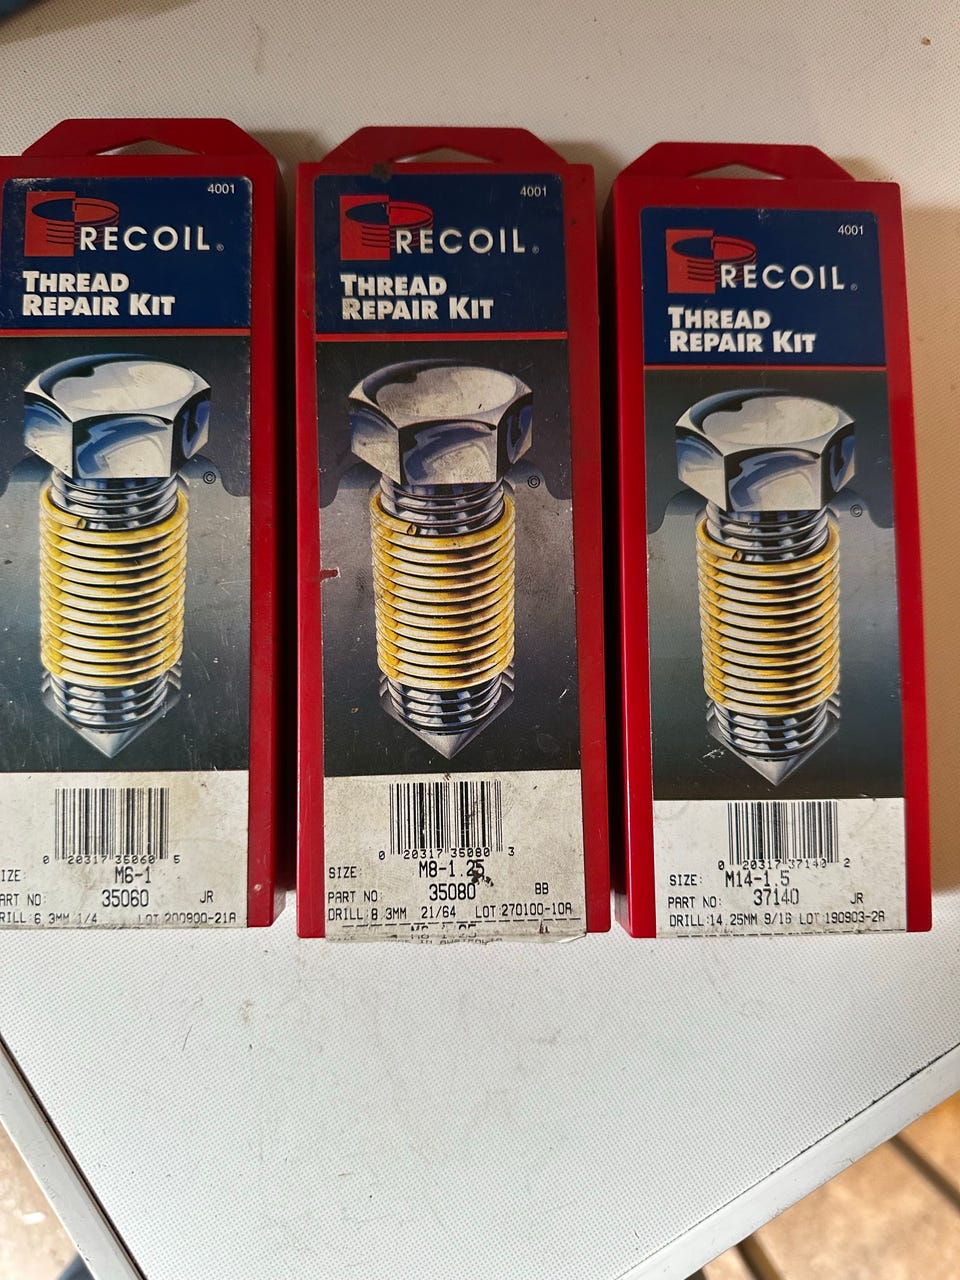 4001
RECOIL®
THREAD
REPAIR KIT
©
0 20317 35060 5
IZE: M6-1
PART NO: 35060 JR
RILL: 6.3MM 1/4 LOT 200900-21A
4001
RECOIL®
THREAD
REPAIR KIT
©
0 20317 35080 3
SIZE: M8-1.25
PART NO: 35080 BB
DRILL: 8.3MM 21/64 LOT 270100-10A
4001
RECOIL®
THREAD
REPAIR KIT
©
0 20317 37140 2
SIZE: M14-1.5
PART NO: 37140 JR
DRILL: 14.25MM 9/16 LOT 190903-2A